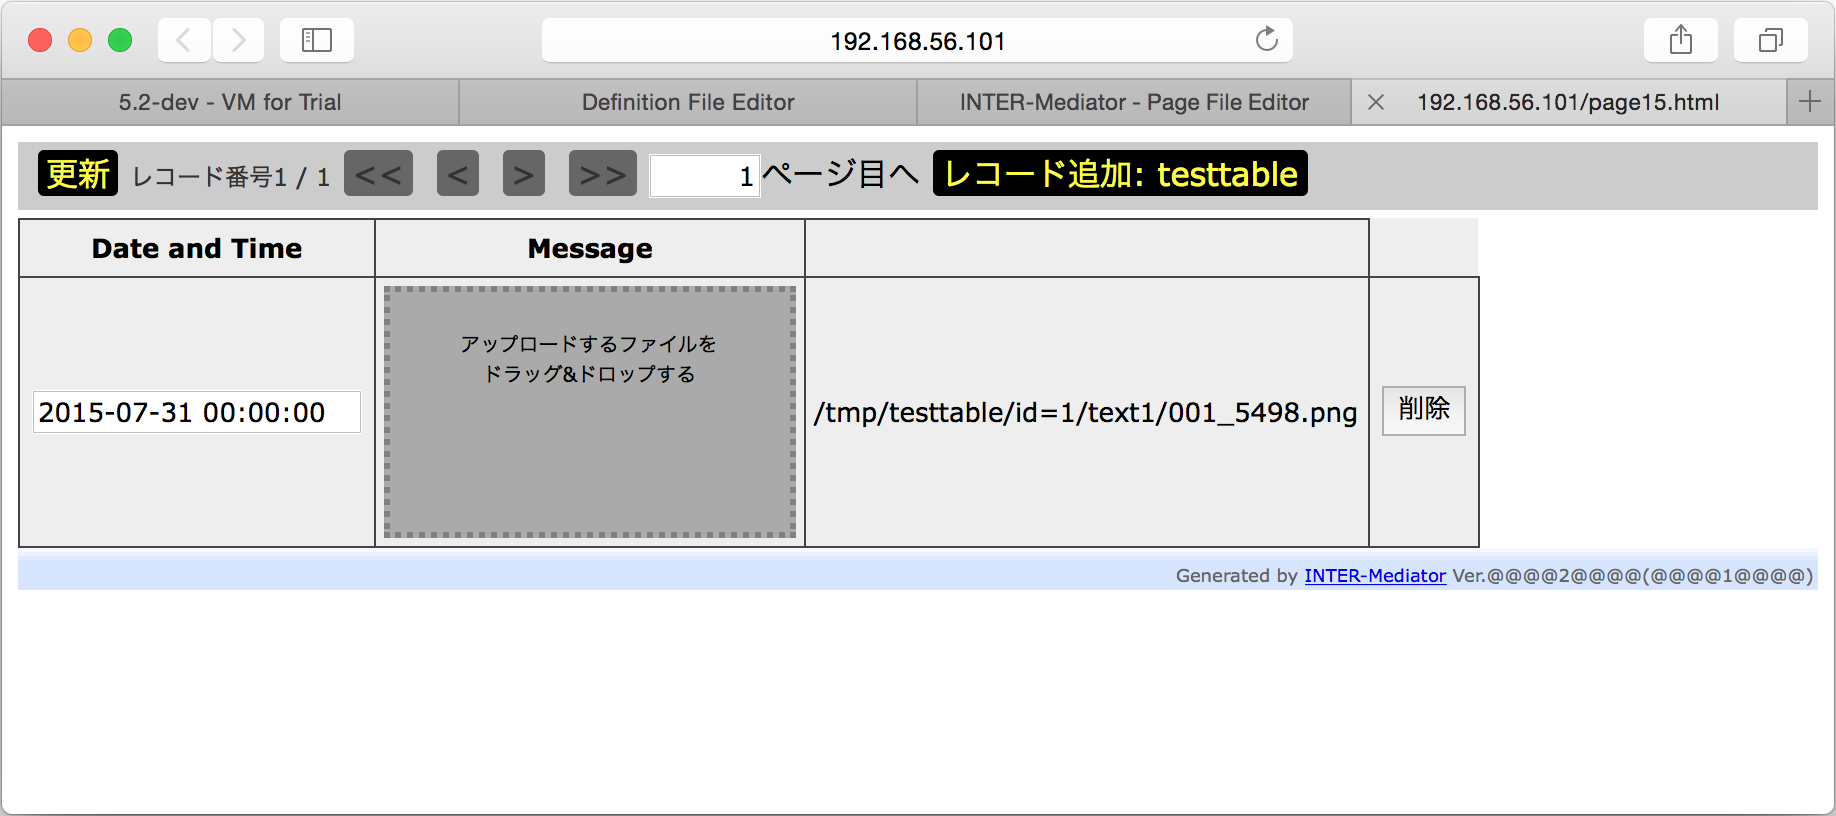 192.168.56.101
5.2-dev - VM for Trial
Definition File Editor
INTER-Mediator - Page File Editor
192.168.56.101/page15.html
更新 レコード番号1 / 1 << < > >> 1 ページ目へ レコード追加: testtable
Date and Time
Message
2015-07-31 00:00:00
アップロードするファイルを
ドラッグ&ドロップする
/tmp/testtable/id=1/text1/001_5498.png
削除
Generated by INTER-Mediator Ver.@@@@2@@@@(@@@@1@@@@)